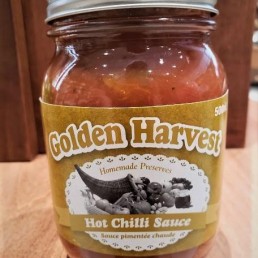 500
Golden Harvest
Homemade Preserves
Hot Chilli Sauce
Sauce pimentée chaude